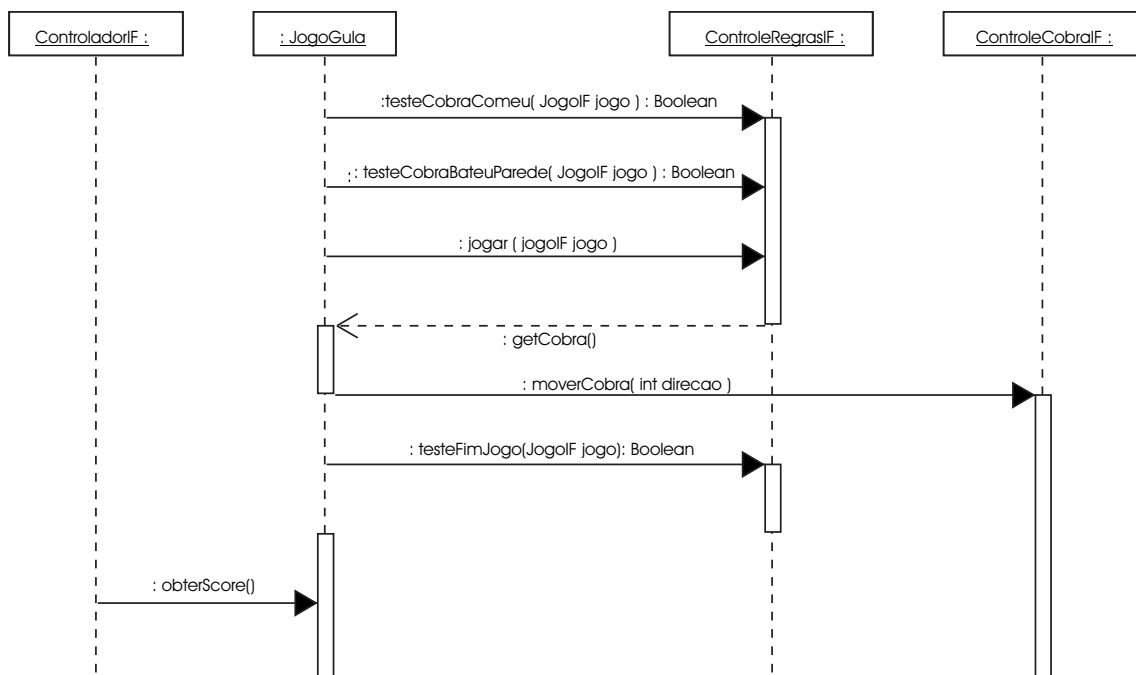 ControladorIF :
: JogoGula
ControleRegrasIF :
ControleCobraIF :
:testeCobraComeu( JogoIF jogo ) : Boolean
:: testeCobraBateuParede( JogoIF jogo ) : Boolean
: jogar ( jogoIF jogo )
: getCobra()
: moverCobra( int direcao )
: testeFimJogo(JogoIF jogo): Boolean
: obterScore()